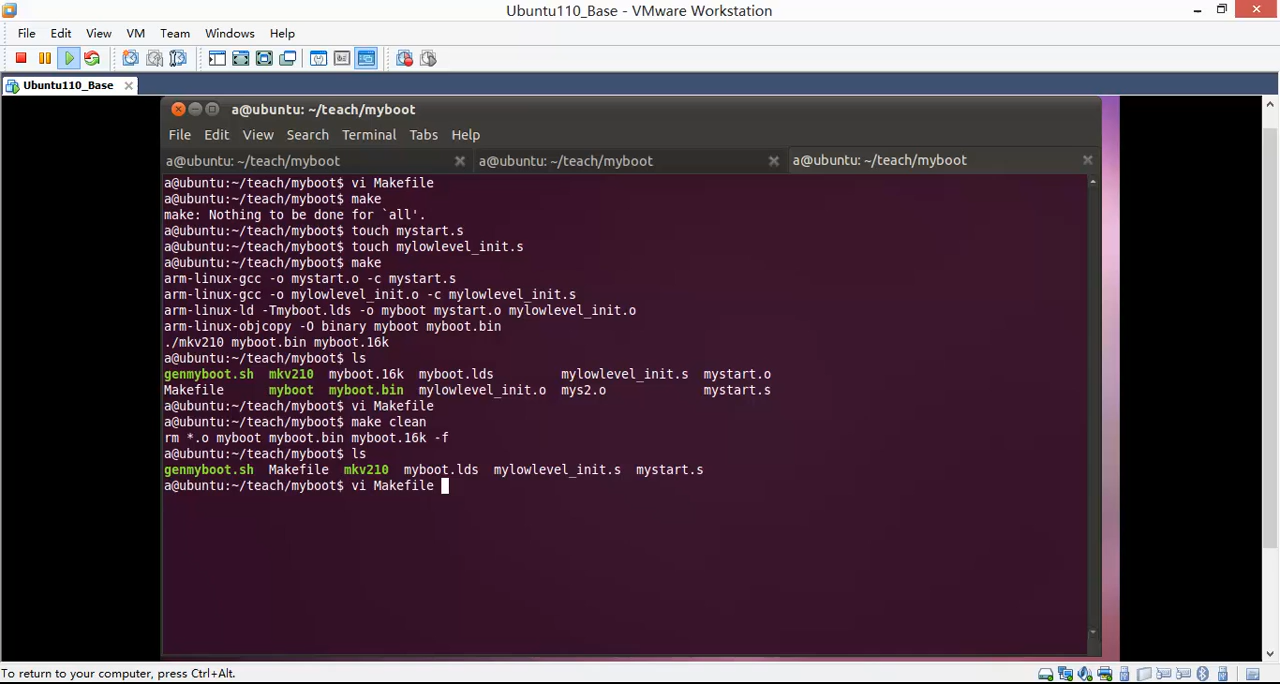 Ubuntu110_Base - VMware Workstation
File Edit View VM Team Windows Help
Ubuntu110_Base
a@ubuntu: ~/teach/myboot
File Edit View Search Terminal Tabs Help
a@ubuntu: ~/teach/myboot a@ubuntu: ~/teach/myboot a@ubuntu: ~/teach/myboot
a@ubuntu:~/teach/myboot$ vi Makefile
a@ubuntu:~/teach/myboot$ make
make: Nothing to be done for `all'.
a@ubuntu:~/teach/myboot$ touch mystart.s
a@ubuntu:~/teach/myboot$ touch mylowlevel_init.s
a@ubuntu:~/teach/myboot$ make
arm-linux-gcc -o mystart.o -c mystart.s
arm-linux-gcc -o mylowlevel_init.o -c mylowlevel_init.s
arm-linux-ld -Tmyboot.lds -o myboot mystart.o mylowlevel_init.o
arm-linux-objcopy -O binary myboot myboot.bin
./mkv210 myboot.bin myboot.16k
a@ubuntu:~/teach/myboot$ ls
genmyboot.sh mkv210 myboot.16k myboot.lds mylowlevel_init.s mystart.o
Makefile myboot myboot.bin mylowlevel_init.o mys2.o mystart.s
a@ubuntu:~/teach/myboot$ vi Makefile
a@ubuntu:~/teach/myboot$ make clean
rm *.o myboot myboot.bin myboot.16k -f
a@ubuntu:~/teach/myboot$ ls
genmyboot.sh Makefile mkv210 myboot.lds mylowlevel_init.s mystart.s
a@ubuntu:~/teach/myboot$ vi Makefile
To return to your computer, press Ctrl+Alt.